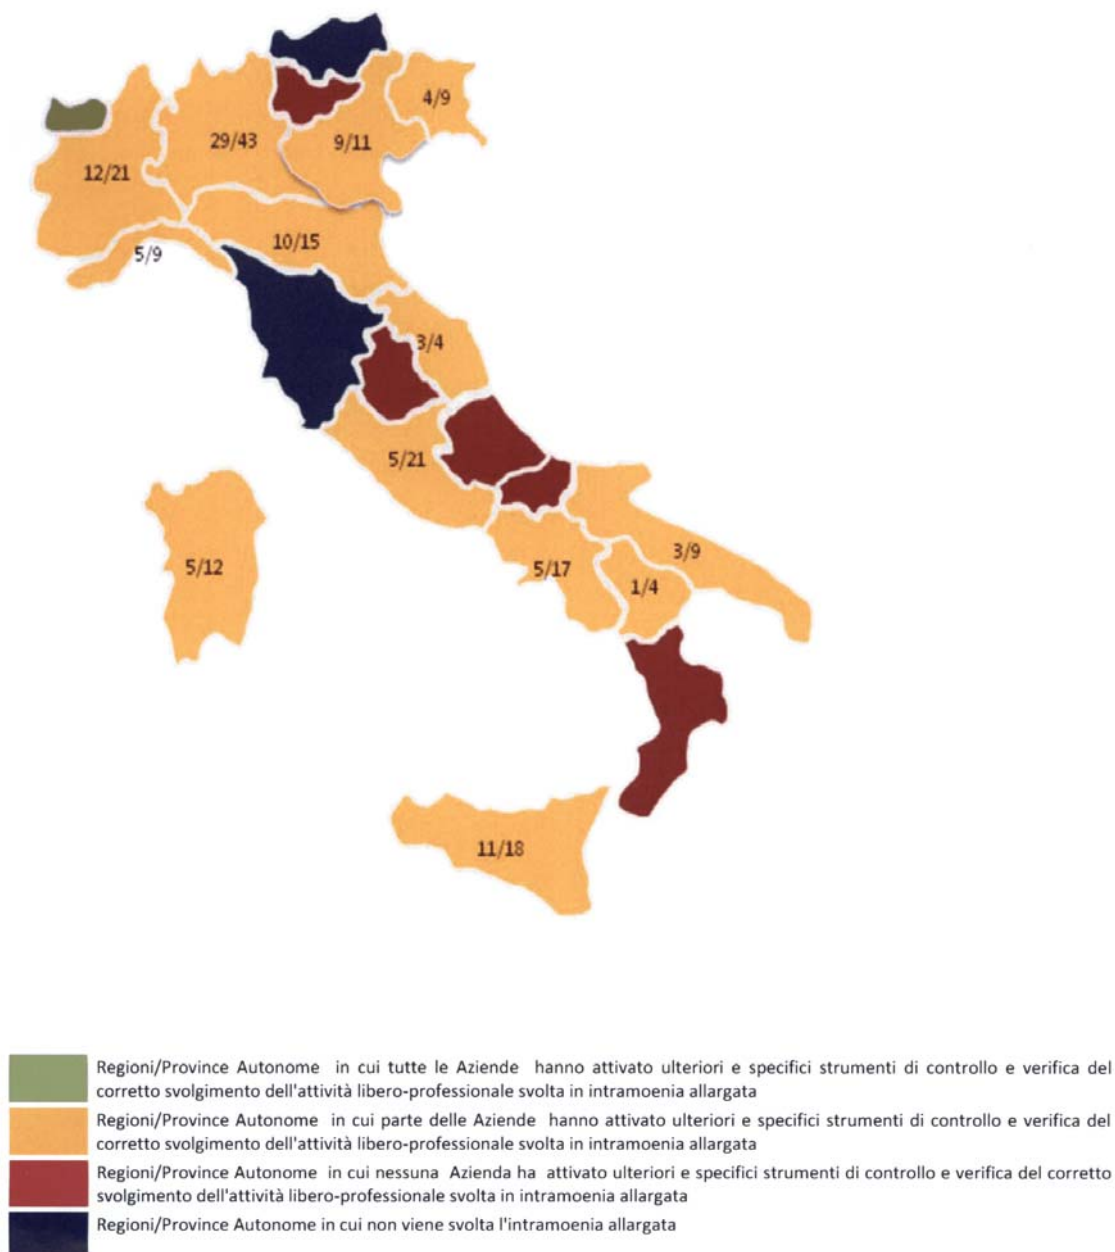 4/9
29/43
9/11
12/21
10/15
5/9
3/4
5/21
3/9
5/12
5/17
1/4
11/18
Regioni/Province Autonome in cui tutte le Aziende hanno attivato ulteriori e specifici strumenti di controllo e verifica del
corretto svolgimento dell'attività libero-professionale svolta in intramoenia allargata
Regioni/Province Autonome in cui parte delle Aziende hanno attivato ulteriori e specifici strumenti di controllo e verifica del
corretto svolgimento dell'attività libero-professionale svolta in intramoenia allargata
Regioni/Province Autonome in cui nessuna Azienda ha attivato ulteriori e specifici strumenti di controllo e verifica del corretto
svolgimento dell'attività libero-professionale svolta in intramoenia allargata
Regioni/Province Autonome in cui non viene svolta l'intramoenia allargata